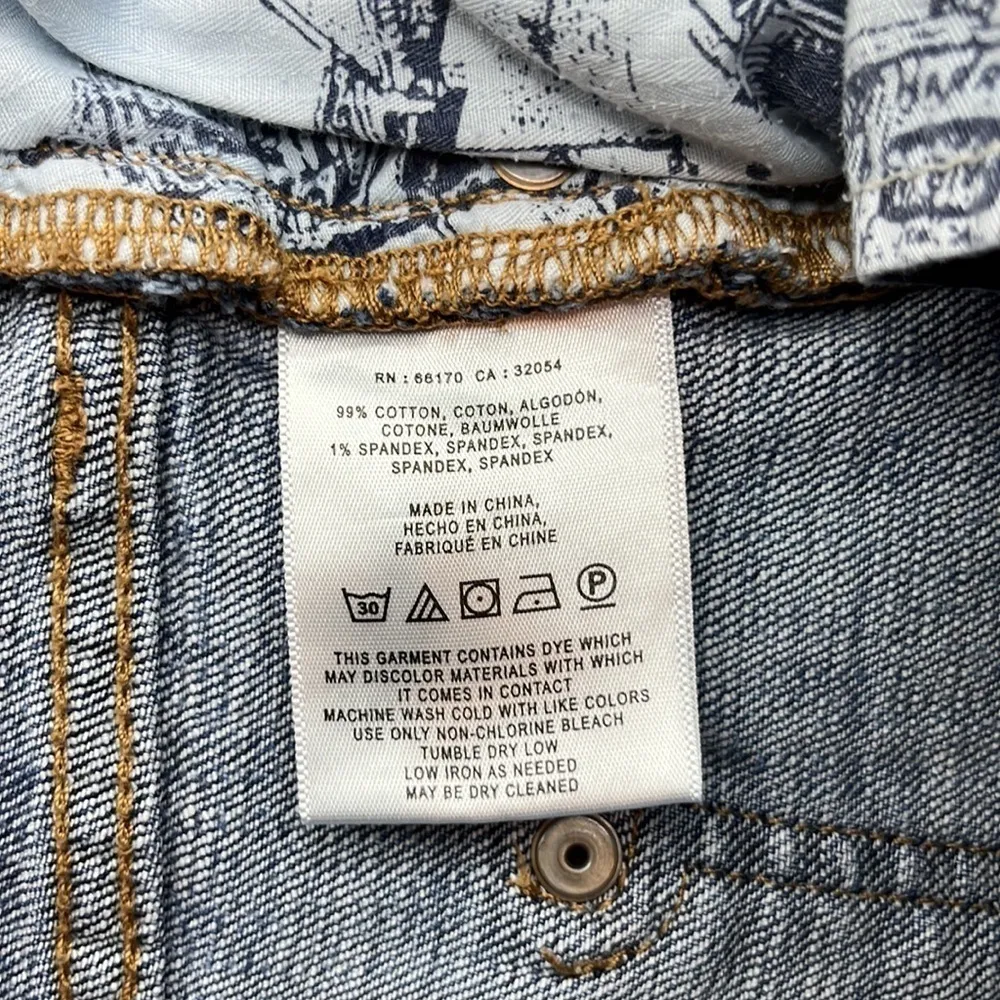 RN : 66170 CA : 32054
99% COTTON, COTON, ALGODÓN,
COTONE, BAUMWOLLE
1% SPANDEX, SPANDEX, SPANDEX,
SPANDEX, SPANDEX
MADE IN CHINA,
HECHO EN CHINA,
FABRIQUÉ EN CHINE
30 P
THIS GARMENT CONTAINS DYE WHICH
MAY DISCOLOR MATERIALS WITH WHICH
IT COMES IN CONTACT
MACHINE WASH COLD WITH LIKE COLORS
USE ONLY NON-CHLORINE BLEACH
TUMBLE DRY LOW
LOW IRON AS NEEDED
MAY BE DRY CLEANED